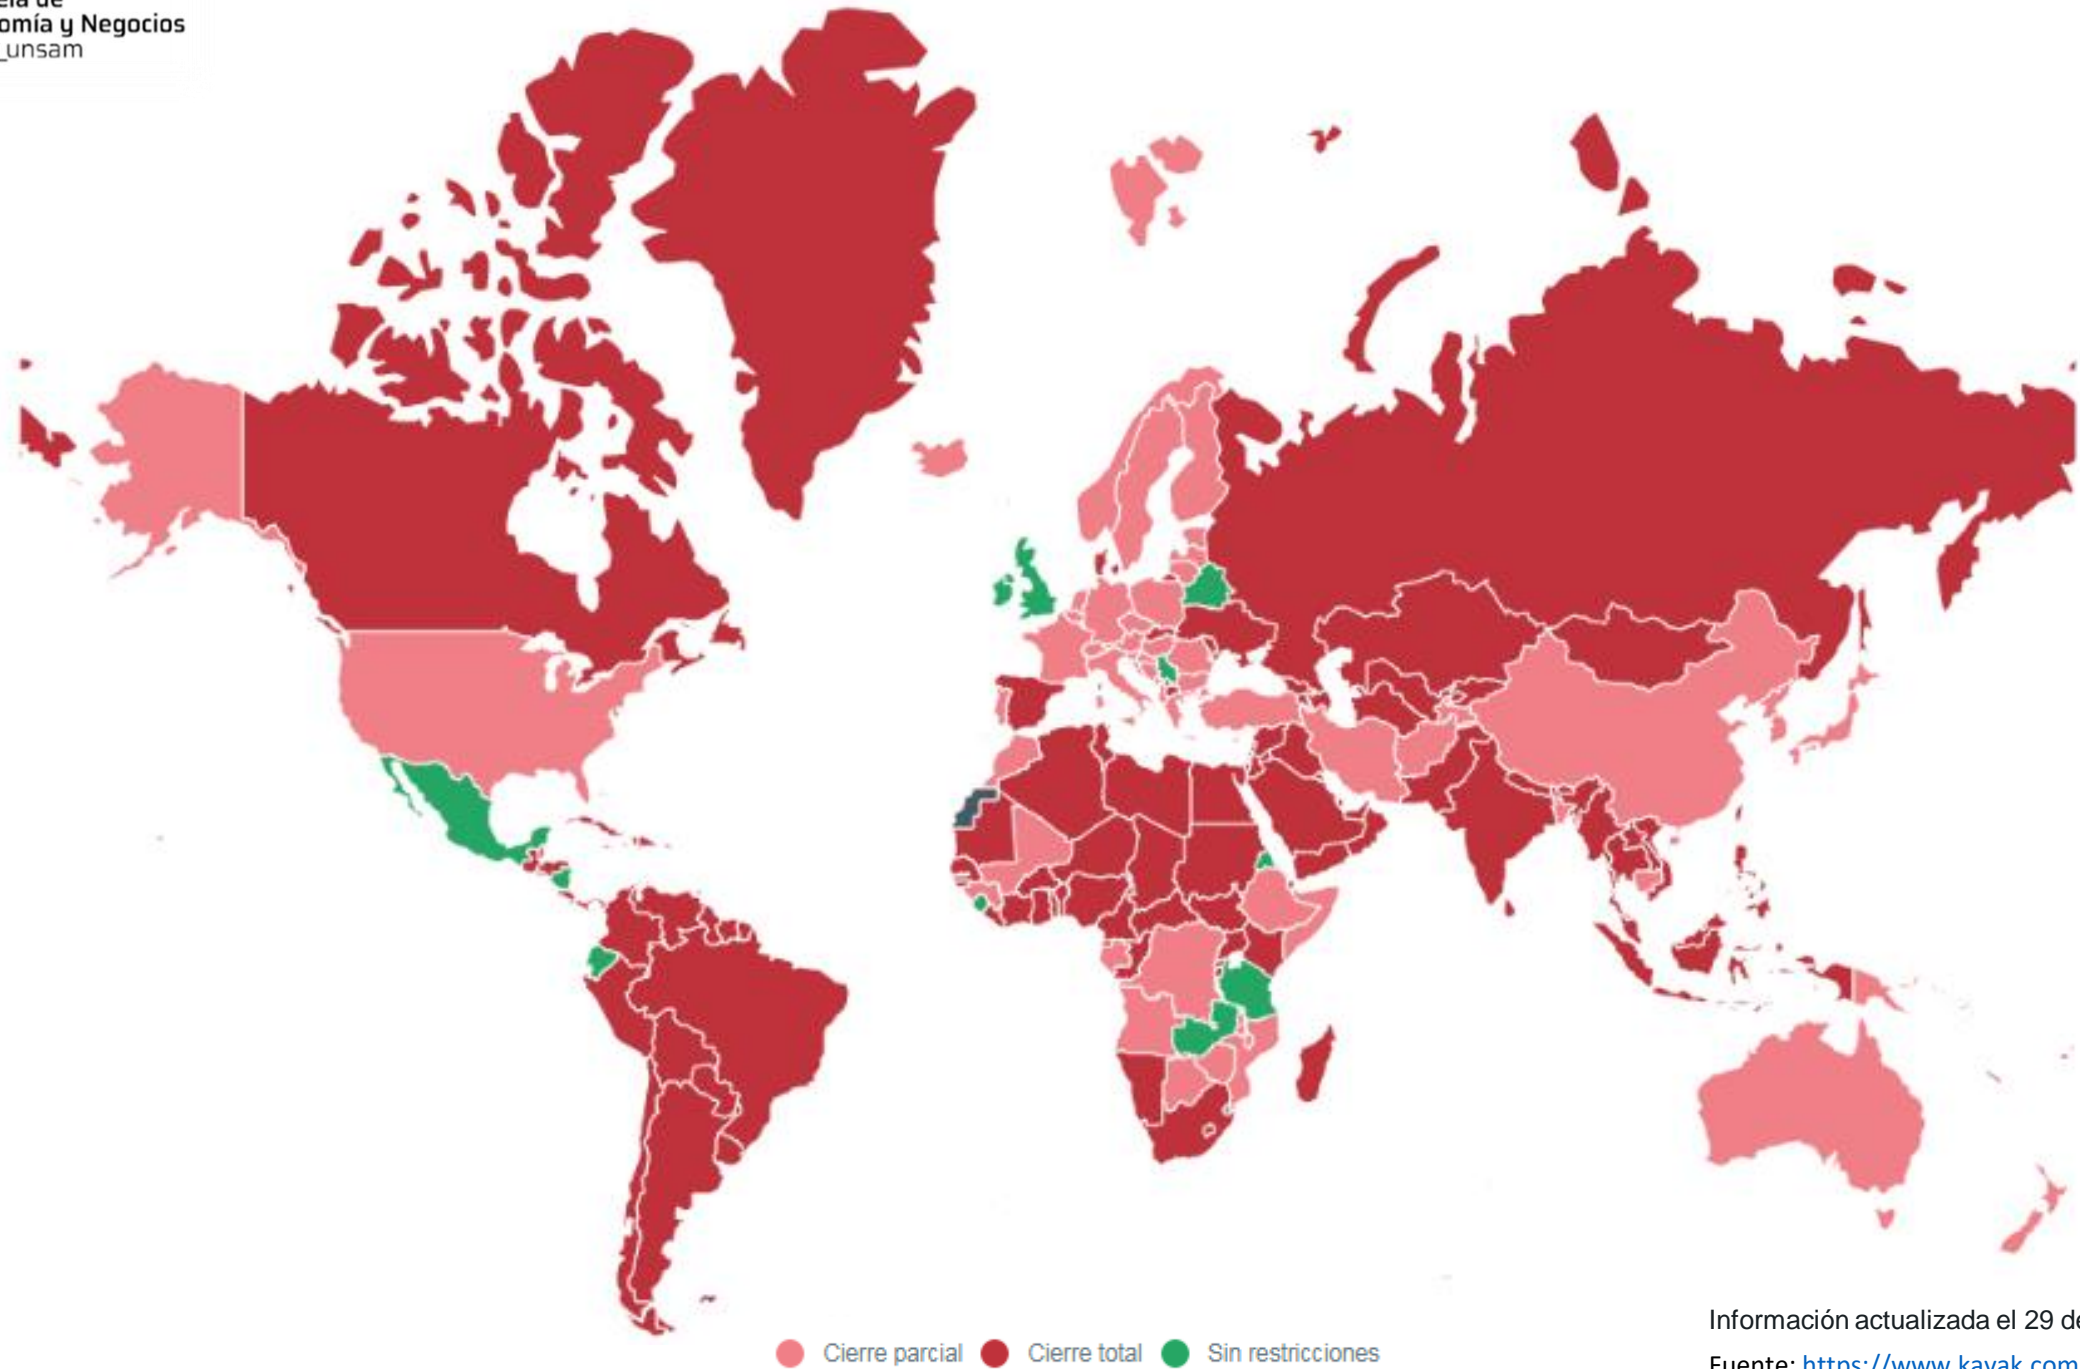 omía y Negocios
_unsam
Cierre parcial
Cierre total
Sin restricciones
Información actualizada el 29 de
Fuente: https://www.kayak.com